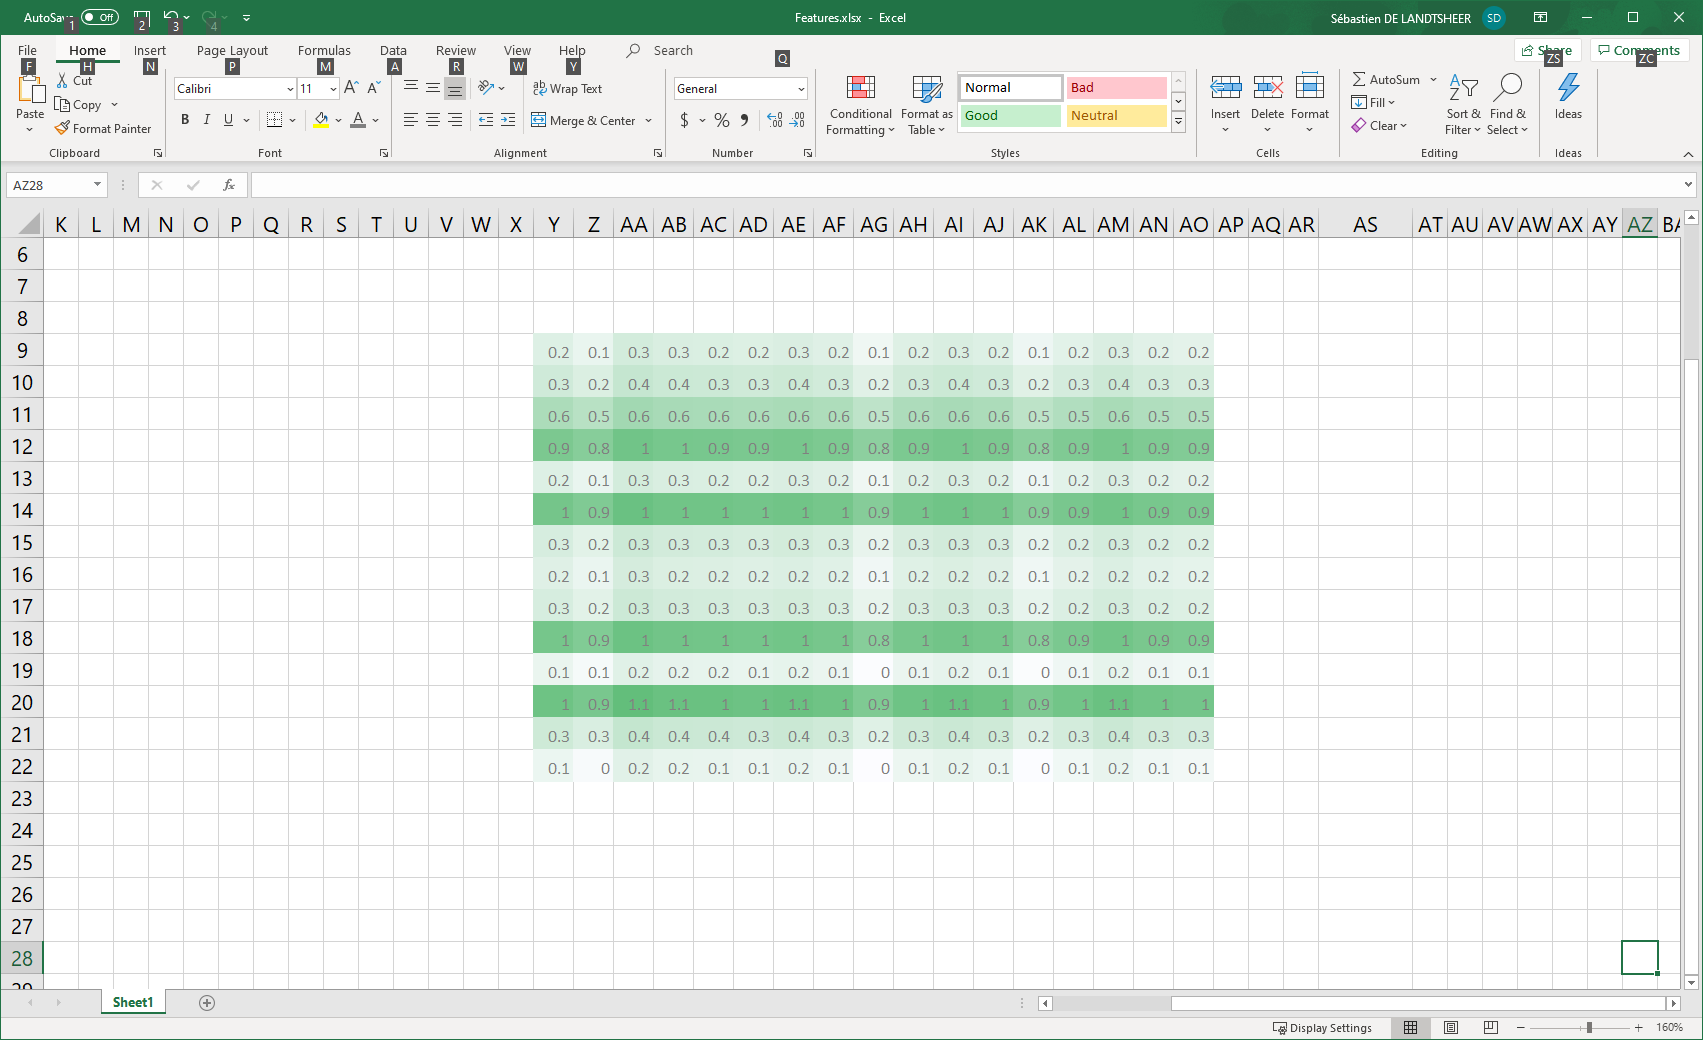 AutoSave Off 1 2 3 4 Features.xlsx - Excel Sébastien DE LANDTSHEER SD
File Home Insert Page Layout Formulas Data Review View Help Search Share Comments
F H N P M A R W Y Q ZS ZC
Paste Cut Copy Format Painter
Calibri 11 A A
B I U A
ab Wrap Text
Merge & Center
General
$ % ,
Conditional Formatting
Format as Table
Normal Bad
Good Neutral
Insert Delete Format
AutoSum
Fill
Clear
Sort & Filter
Find & Select
Ideas
Clipboard Font Alignment Number Styles Cells Editing Ideas
AZ28 fx
K L M N O P Q R S T U V W X Y Z AA AB AC AD AE AF AG AH AI AJ AK AL AM AN AO AP AQ AR AS AT AU AV AW AX AY AZ BA
6
7
8
9 0.2 0.1 0.3 0.3 0.2 0.2 0.3 0.2 0.1 0.2 0.3 0.2 0.1 0.2 0.3 0.2 0.2
10 0.3 0.2 0.4 0.4 0.3 0.3 0.4 0.3 0.2 0.3 0.4 0.3 0.2 0.3 0.4 0.3 0.3
11 0.6 0.5 0.6 0.6 0.6 0.6 0.6 0.6 0.5 0.6 0.6 0.6 0.5 0.5 0.6 0.5 0.5
12 0.9 0.8 1 1 0.9 0.9 1 0.9 0.8 0.9 1 0.9 0.8 0.9 1 0.9 0.9
13 0.2 0.1 0.3 0.3 0.2 0.2 0.3 0.2 0.1 0.2 0.3 0.2 0.1 0.2 0.3 0.2 0.2
14 1 0.9 1 1 1 1 1 1 0.9 1 1 1 0.9 0.9 1 0.9 0.9
15 0.3 0.2 0.3 0.3 0.3 0.3 0.3 0.3 0.2 0.3 0.3 0.3 0.2 0.2 0.3 0.2 0.2
16 0.2 0.1 0.3 0.2 0.2 0.2 0.2 0.2 0.1 0.2 0.2 0.2 0.1 0.2 0.2 0.2 0.2
17 0.3 0.2 0.3 0.3 0.3 0.3 0.3 0.3 0.2 0.3 0.3 0.3 0.2 0.2 0.3 0.2 0.2
18 1 0.9 1 1 1 1 1 1 0.8 1 1 1 0.8 0.9 1 0.9 0.9
19 0.1 0.1 0.2 0.2 0.2 0.1 0.2 0.1 0 0.1 0.2 0.1 0 0.1 0.2 0.1 0.1
20 1 0.9 1.1 1.1 1 1 1.1 1 0.9 1 1.1 1 0.9 1 1.1 1 1
21 0.3 0.3 0.4 0.4 0.4 0.3 0.4 0.3 0.2 0.3 0.4 0.3 0.2 0.3 0.4 0.3 0.3
22 0.1 0 0.2 0.2 0.1 0.1 0.2 0.1 0 0.1 0.2 0.1 0 0.1 0.2 0.1 0.1
23
24
25
26
27
28
29
Sheet1
Display Settings 160%